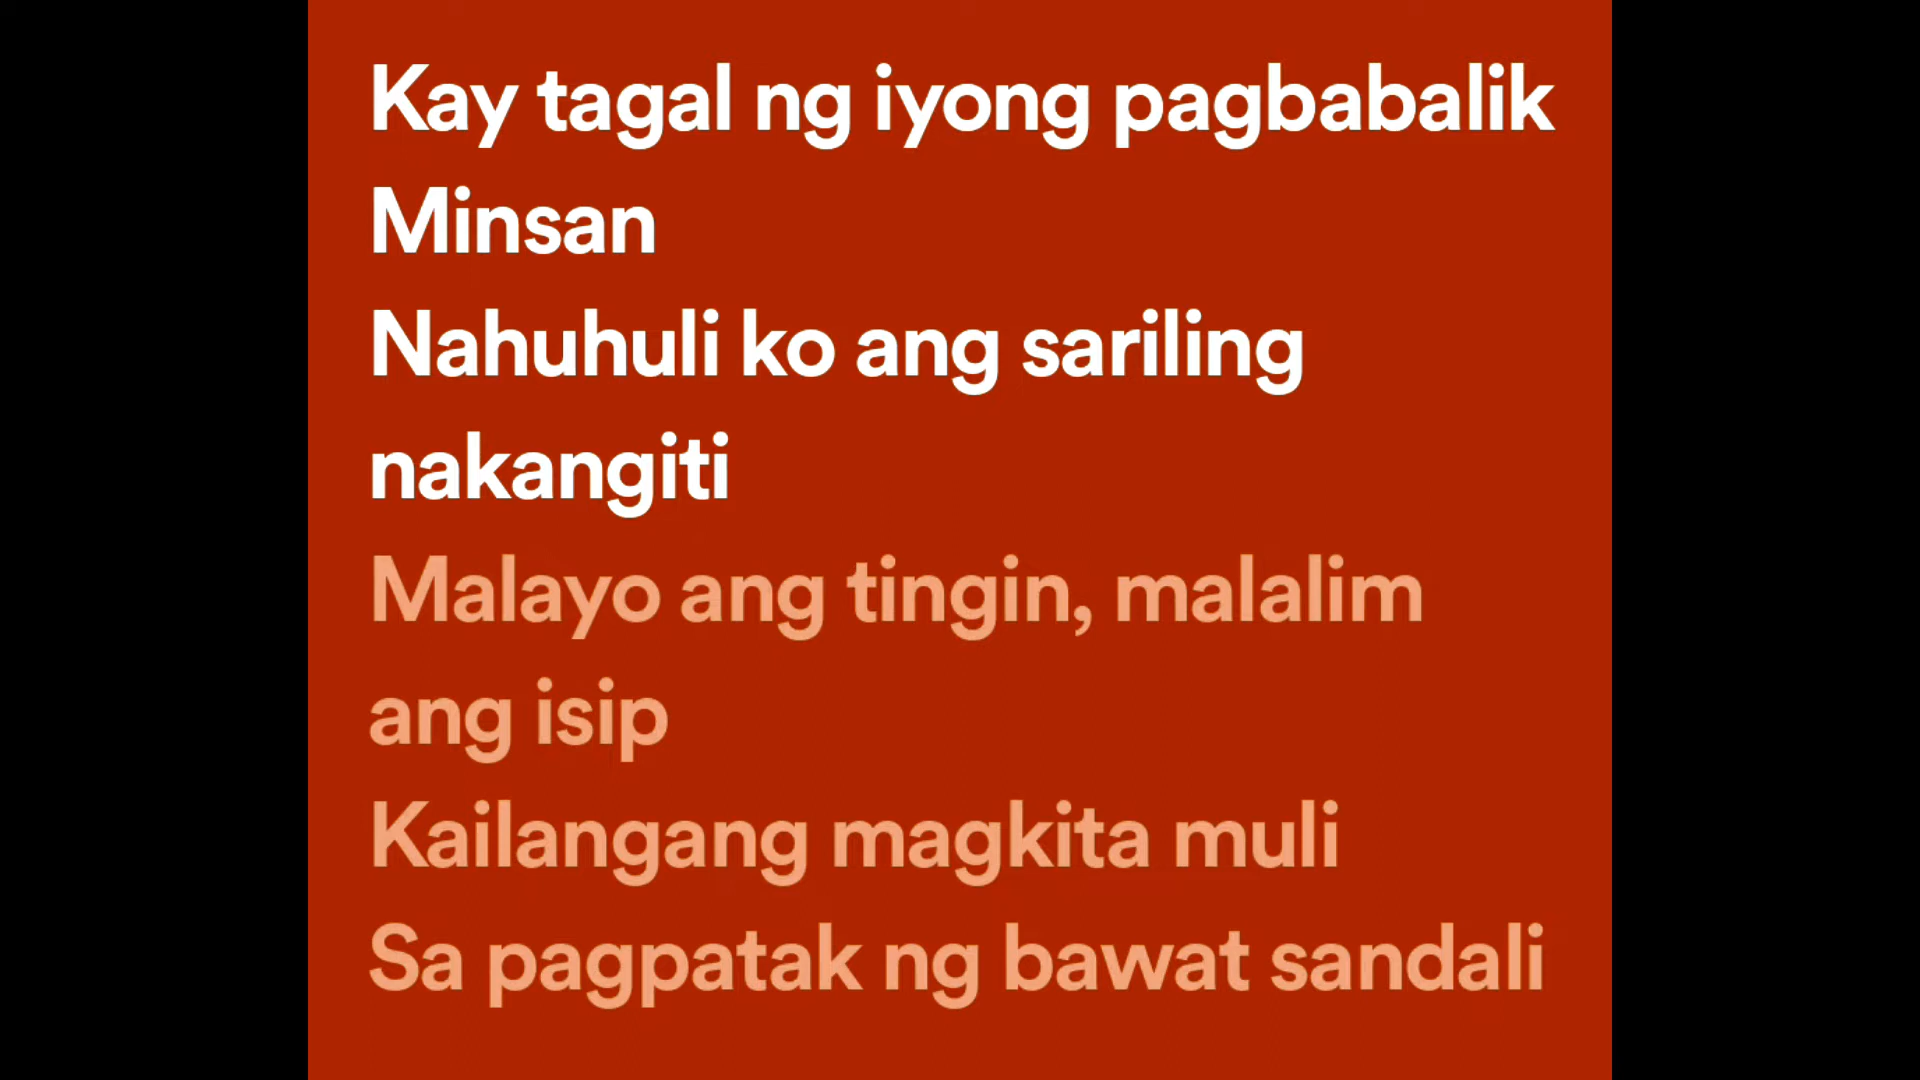 Kay tagal ng iyong pagbabalik
Minsan
Nahuhuli ko ang sariling
nakangiti
Malayo ang tingin, malalim
ang isip
Kailangang magkita muli
Sa pagpatak ng bawat sandali